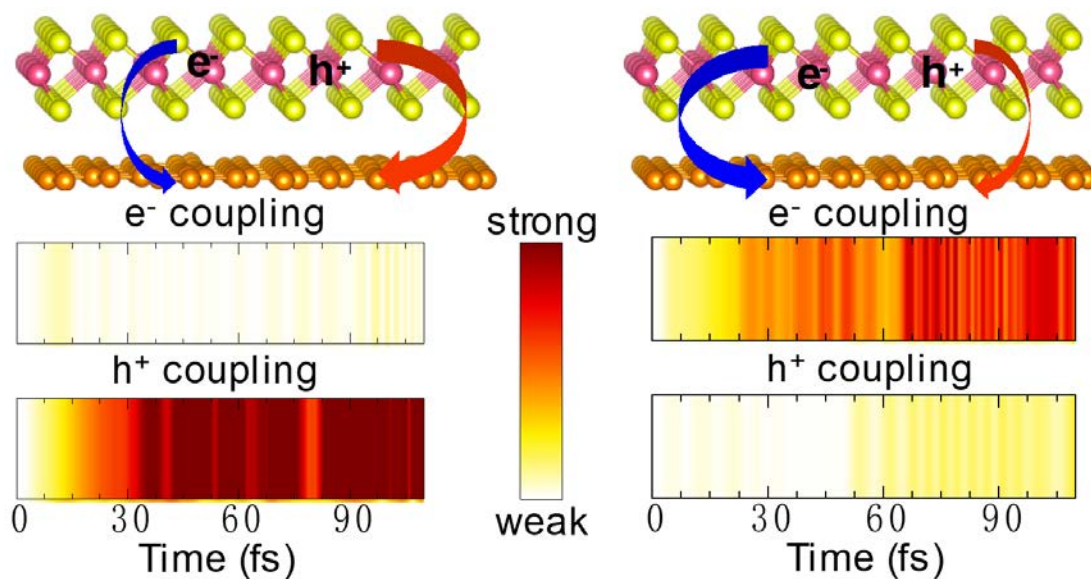 e⁻ h⁺
e⁻ coupling
h⁺ coupling
0 30 60 90
Time (fs)
strong
weak
e⁻ h⁺
e⁻ coupling
h⁺ coupling
0 30 60 90
Time (fs)